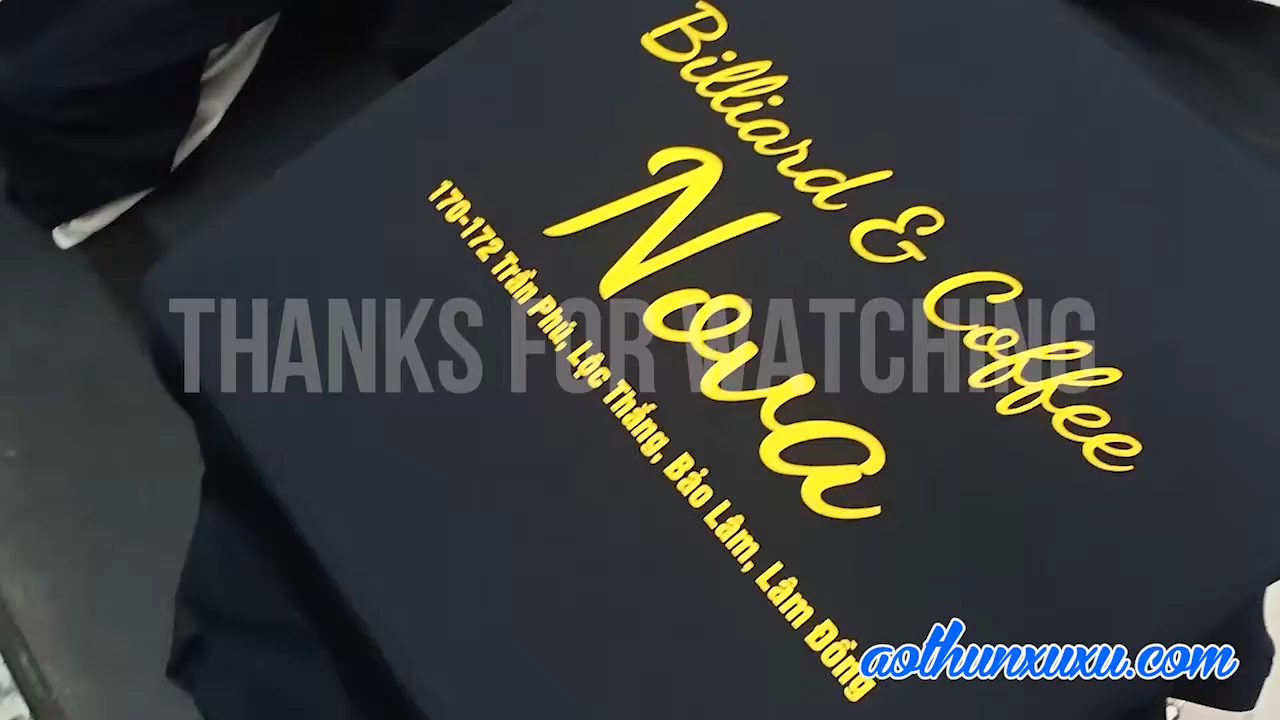 Billiard & Coffee
Nova
170-172 Trần Phú, Lộc Thắng, Bảo Lâm, Lâm Đồng
THANKS FOR WATCHING
aothunxuxu.com